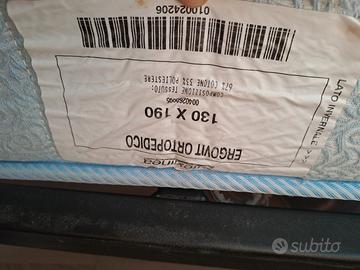 ERGOVIT ORTOPEDICO
130 X 190
COMPOSIZIONE TESSUTO:
67% COTONE 33% POLIESTERE
010024206
LATO INVERNALE >>>
subito